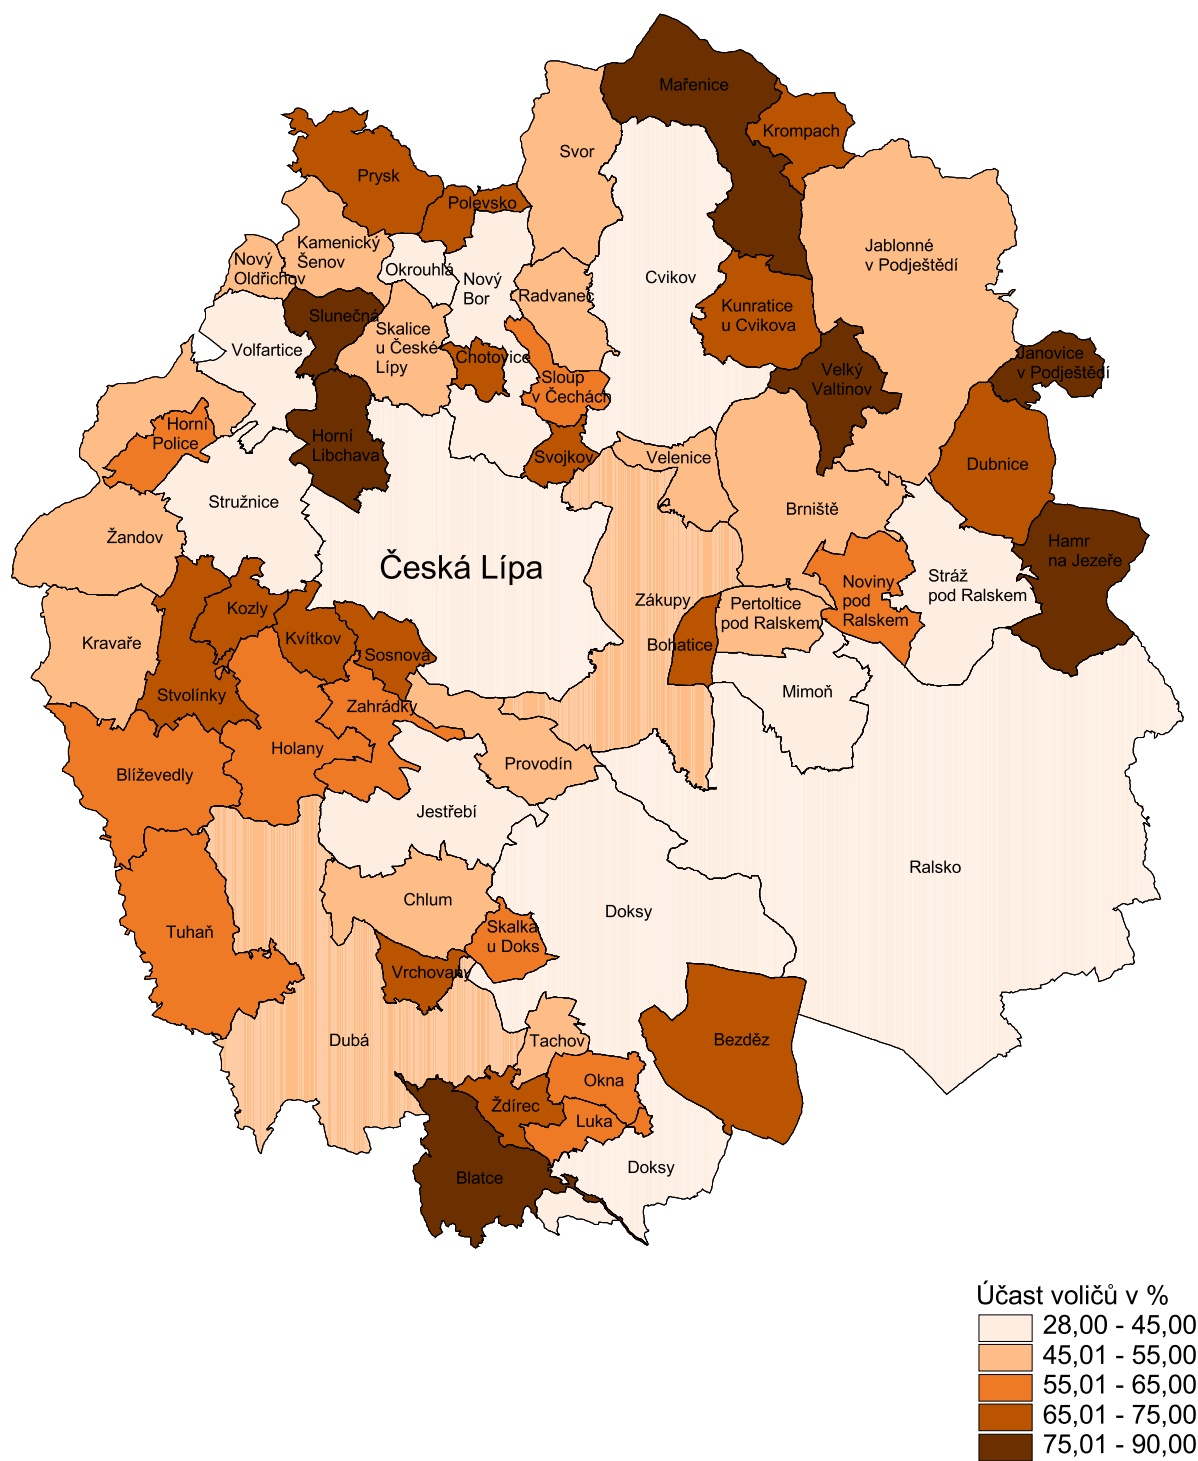 Mařenice
Krompach
Svor
Prysk
Polevsko
Kamenický
Šenov
Jablonné
v Podještědí
Nový
Oldřichov
Okrouhlá
Nový
Bor
Cvikov
Radvanec
Kunratice
u Cvikova
Slunečná
Skalice
u České
Lípy
Volfartice
Chotovice
Janovice
v Podještědí
Sloup
v Čechách
Velký
Valtinov
Horní
Police
Horní
Libchava
Svojkov
Velenice
Dubnice
Stružnice
Brniště
Žandov
Hamr
na Jezeře
Česká Lípa
Noviny
pod
Ralskem
Stráž
pod Ralskem
Zákupy
Pertoltice
pod Ralskem
Kozly
Kvítkov
Kravaře
Bohatice
Sosnová
Stvolínky
Mimoň
Zahrádky
Holany
Provodín
Blíževedly
Jestřebí
Ralsko
Chlum
Doksy
Tuhaň
Skalka
u Doks
Vrchovany
Dubá
Tachov
Bezděz
Okna
Ždírec
Luka
Doksy
Blatce
Účast voličů v %
28,00 - 45,00
45,01 - 55,00
55,01 - 65,00
65,01 - 75,00
75,01 - 90,00